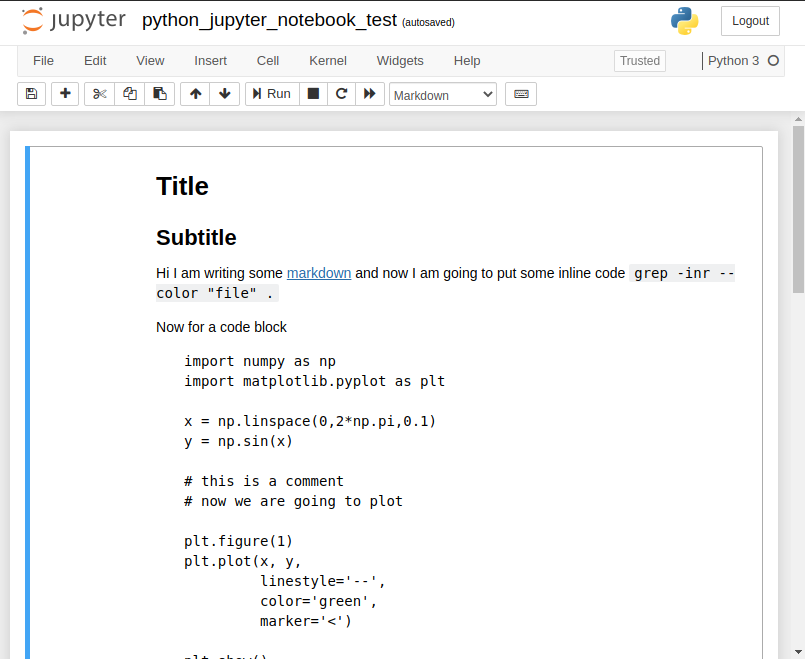 jupyter python_jupyter_notebook_test (autosaved) Logout
File Edit View Insert Cell Kernel Widgets Help Trusted Python 3
Run Markdown
Title
Subtitle
Hi I am writing some markdown and now I am going to put some inline code grep -inr --
color "file" .
Now for a code block
import numpy as np
import matplotlib.pyplot as plt
x = np.linspace(0,2*np.pi,0.1)
y = np.sin(x)
# this is a comment
# now we are going to plot
plt.figure(1)
plt.plot(x, y,
linestyle='--',
color='green',
marker='<')
plt.show()